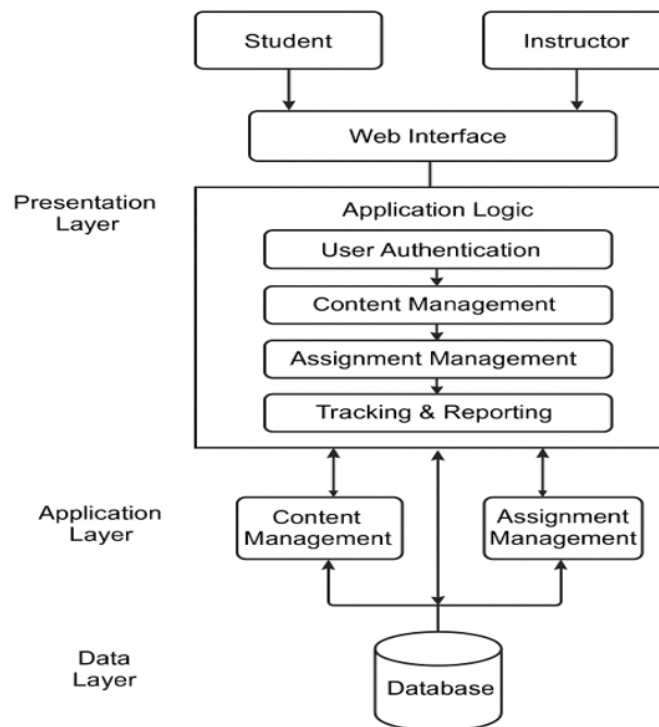 Student
Instructor
Web Interface
Presentation
Layer
Application Logic
User Authentication
Content Management
Assignment Management
Tracking & Reporting
Application
Layer
Content
Management
Assignment
Management
Data
Layer
Database